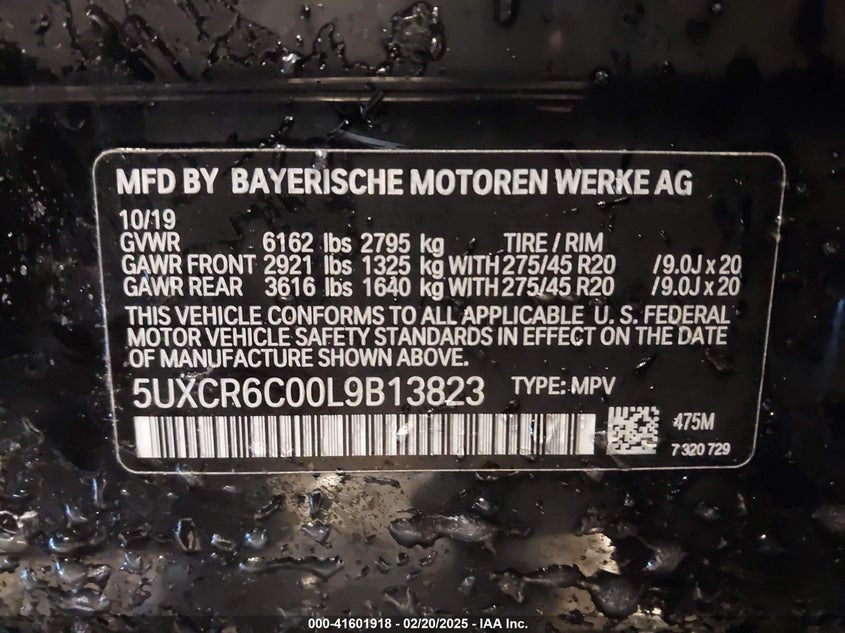 MFD BY BAYERISCHE MOTOREN WERKE AG
10/19
GVWR 6162 lbs 2795 kg TIRE / RIM
GAWR FRONT 2921 lbs 1325 kg WITH 275/45 R20 /9.0J x 20
GAWR REAR 3616 lbs 1640 kg WITH 275/45 R20 /9.0J x 20
THIS VEHICLE CONFORMS TO ALL APPLICABLE U. S. FEDERAL
MOTOR VEHICLE SAFETY STANDARDS IN EFFECT ON THE DATE
OF MANUFACTURE SHOWN ABOVE.
5UXCR6C00L9B13823 TYPE: MPV
475M
7 320 729
000-41601918 - 02/20/2025 - IAA Inc.